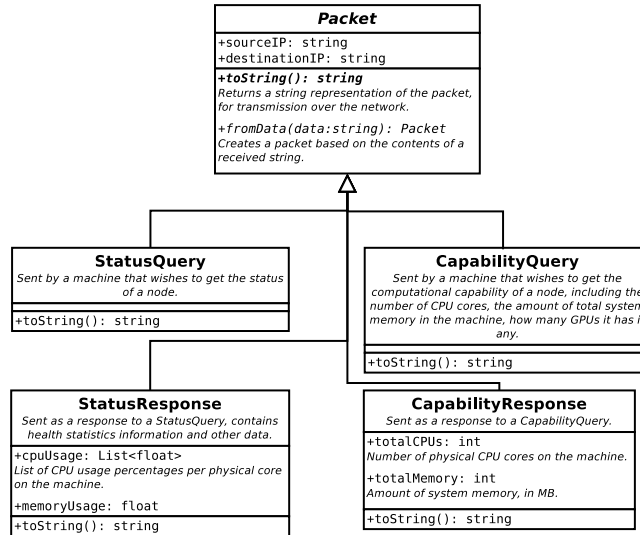 Packet
+sourceIP: string
+destinationIP: string
+toString(): string
Returns a string representation of the packet,
for transmission over the network.
+fromData(data:string): Packet
Creates a packet based on the contents of a
received string.
StatusQuery
Sent by a machine that wishes to get the status
of a node.
+toString(): string
CapabilityQuery
Sent by a machine that wishes to get the
computational capability of a node, including the
number of CPU cores, the amount of total system
memory in the machine, how many GPUs it has
any.
+toString(): string
StatusResponse
Sent as a response to a StatusQuery, contains
health statistics information and other data.
+cpuUsage: List<float>
List of CPU usage percentages per physical core
on the machine.
+memoryUsage: float
+toString(): string
CapabilityResponse
Sent as a response to a CapabilityQuery.
+totalCPUs: int
Number of physical CPU cores on the machine.
+totalMemory: int
Amount of system memory, in MB.
+toString(): string